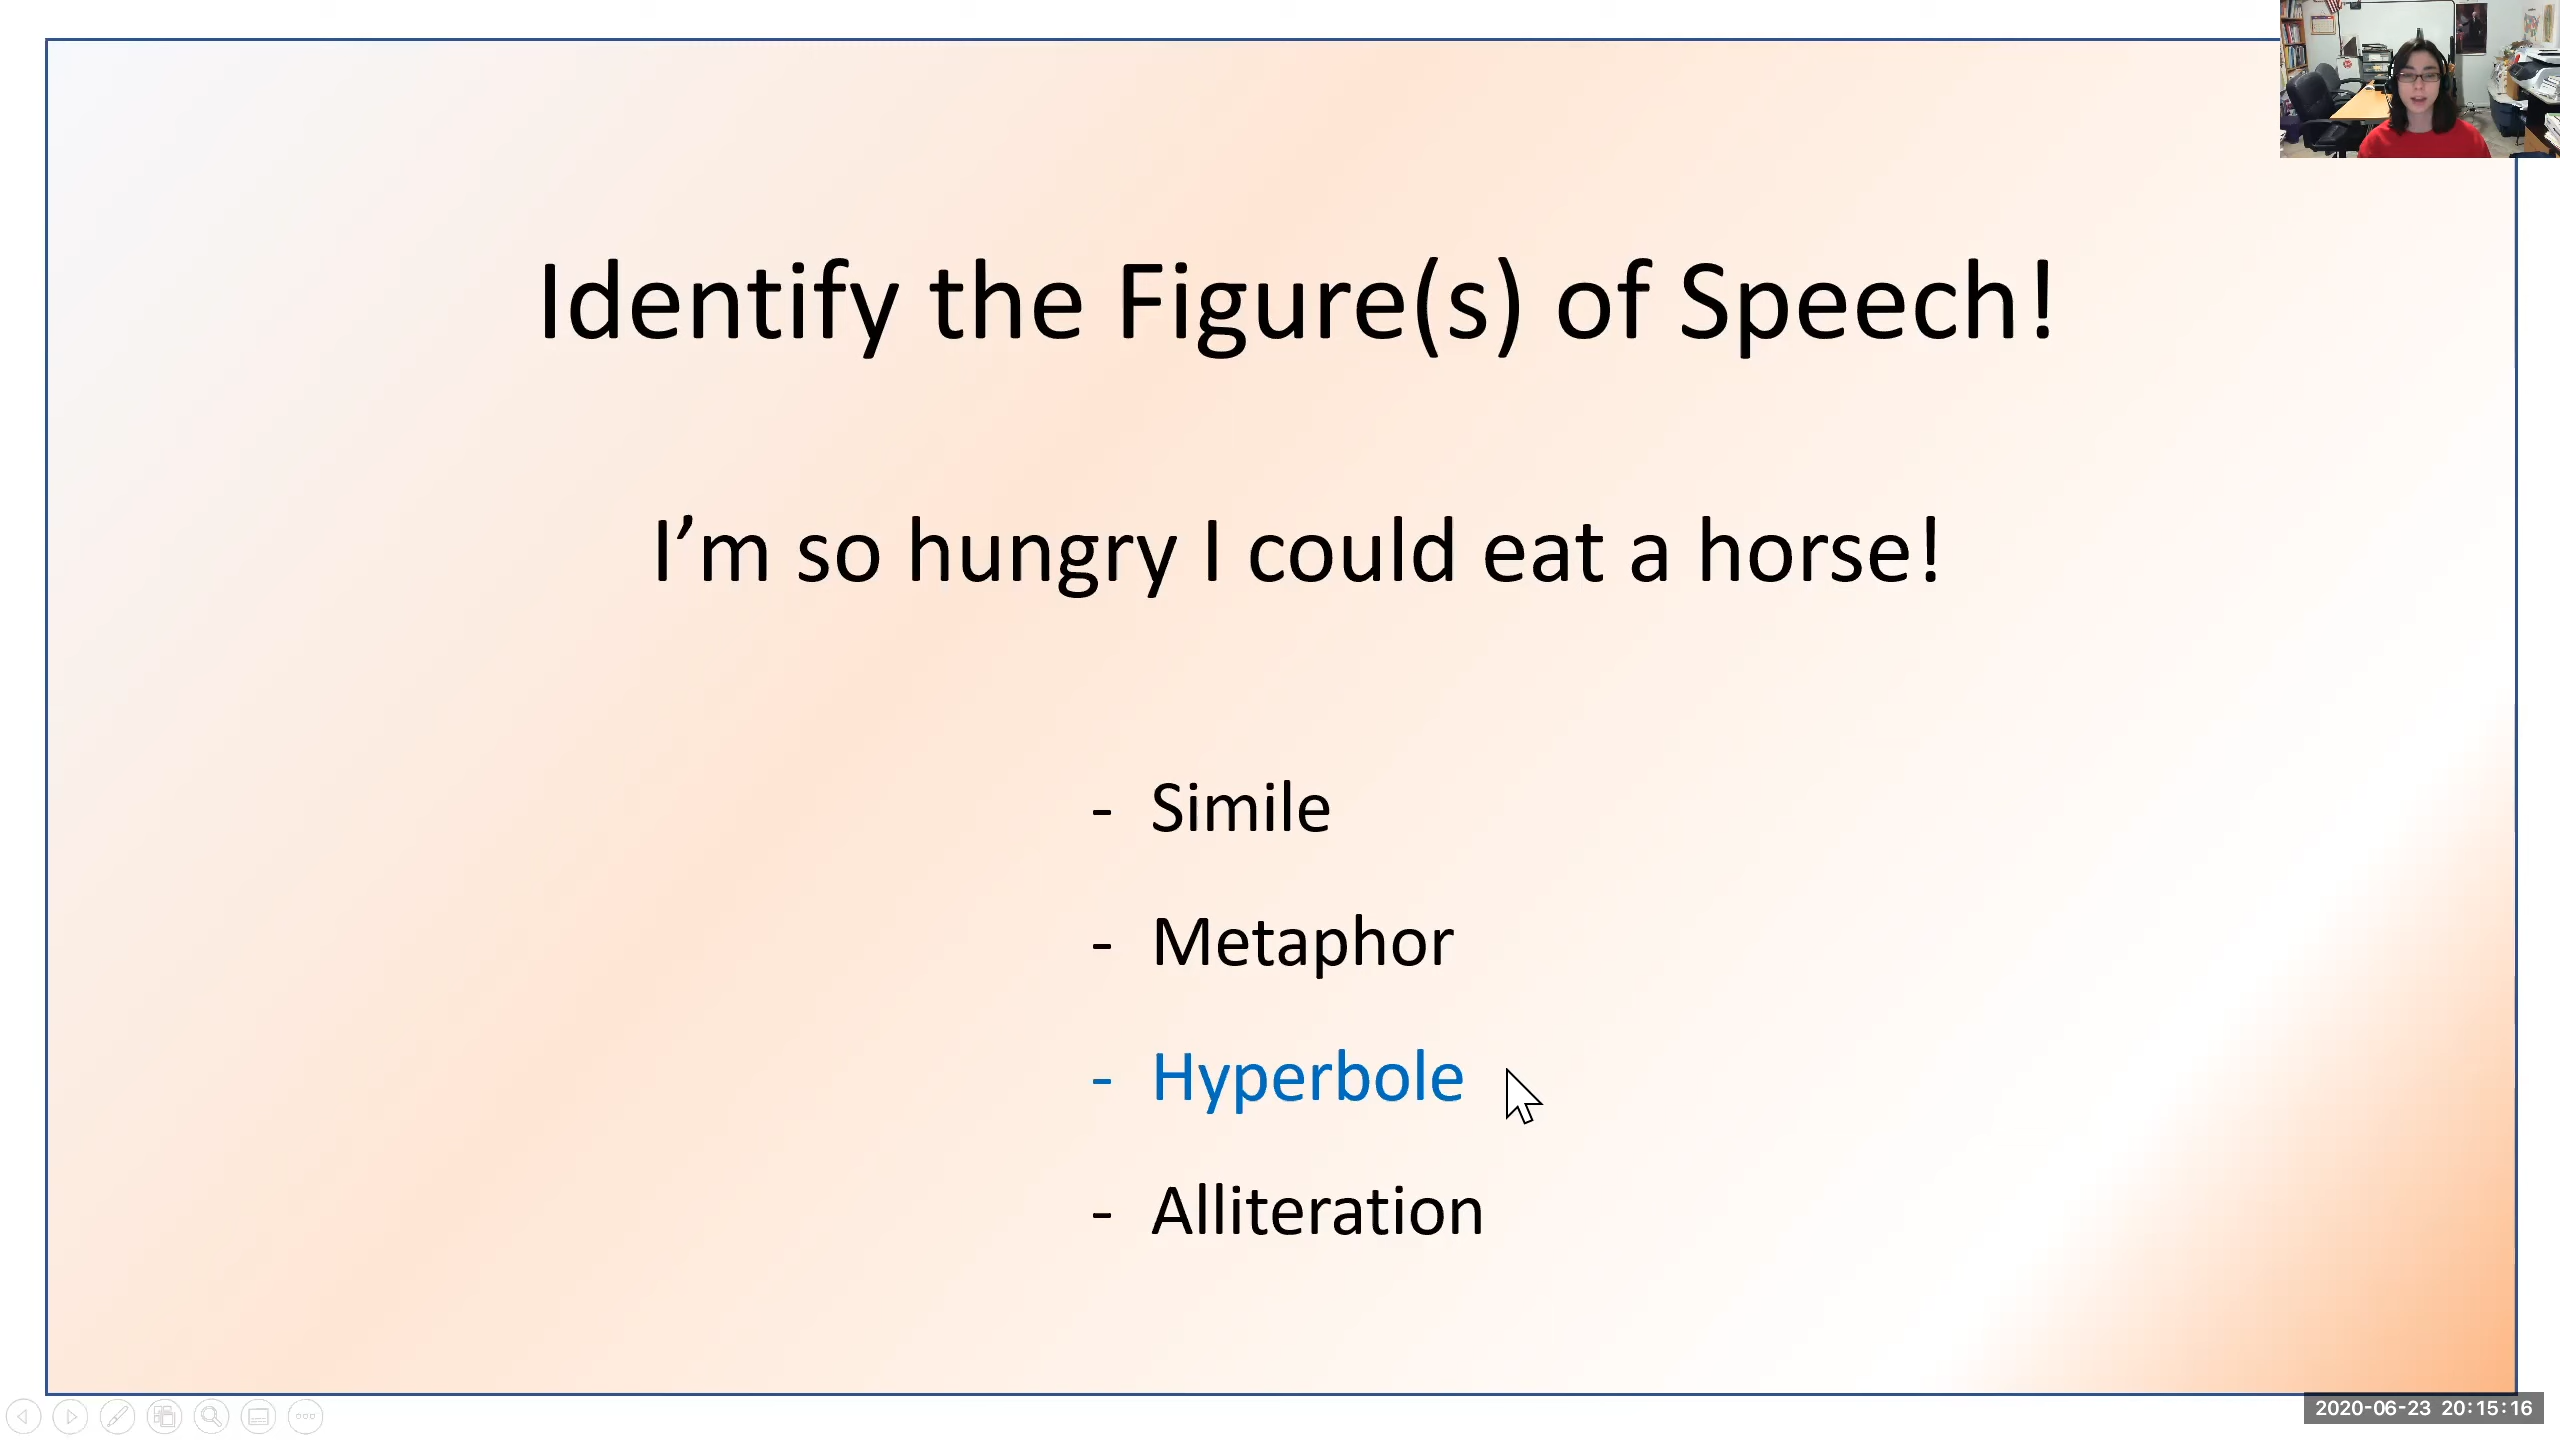 Identify the Figure(s) of Speech!
I’m so hungry I could eat a horse!
- Simile
- Metaphor
- Hyperbole
- Alliteration
2020-06-23 20:15:16